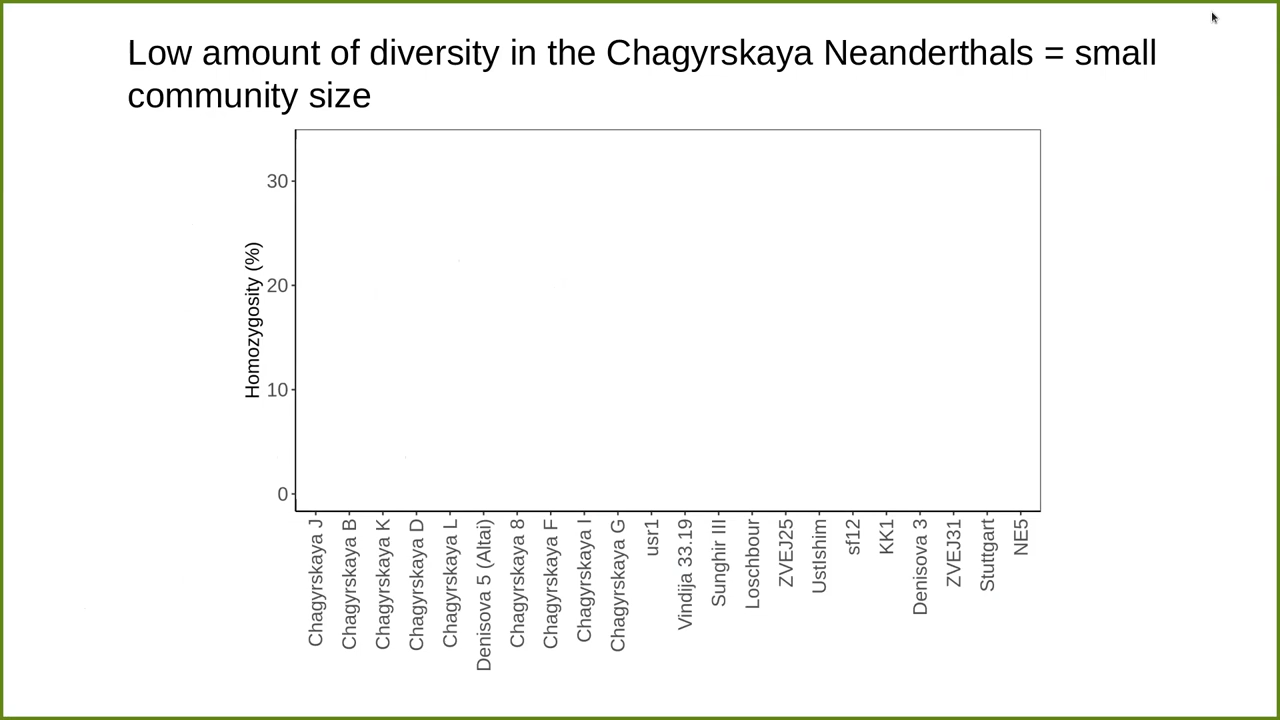 Low amount of diversity in the Chagyrskaya Neanderthals = small
community size
30
20
10
0
Homozygosity (%)
Chagyrskaya J
Chagyrskaya B
Chagyrskaya K
Chagyrskaya D
Chagyrskaya L
Denisova 5 (Altai)
Chagyrskaya 8
Chagyrskaya F
Chagyrskaya I
Chagyrskaya G
usr1
Vindija 33.19
Sunghir III
Loschbour
ZVEJ25
UstIshim
sf12
KK1
Denisova 3
ZVEJ31
Stuttgart
NE5